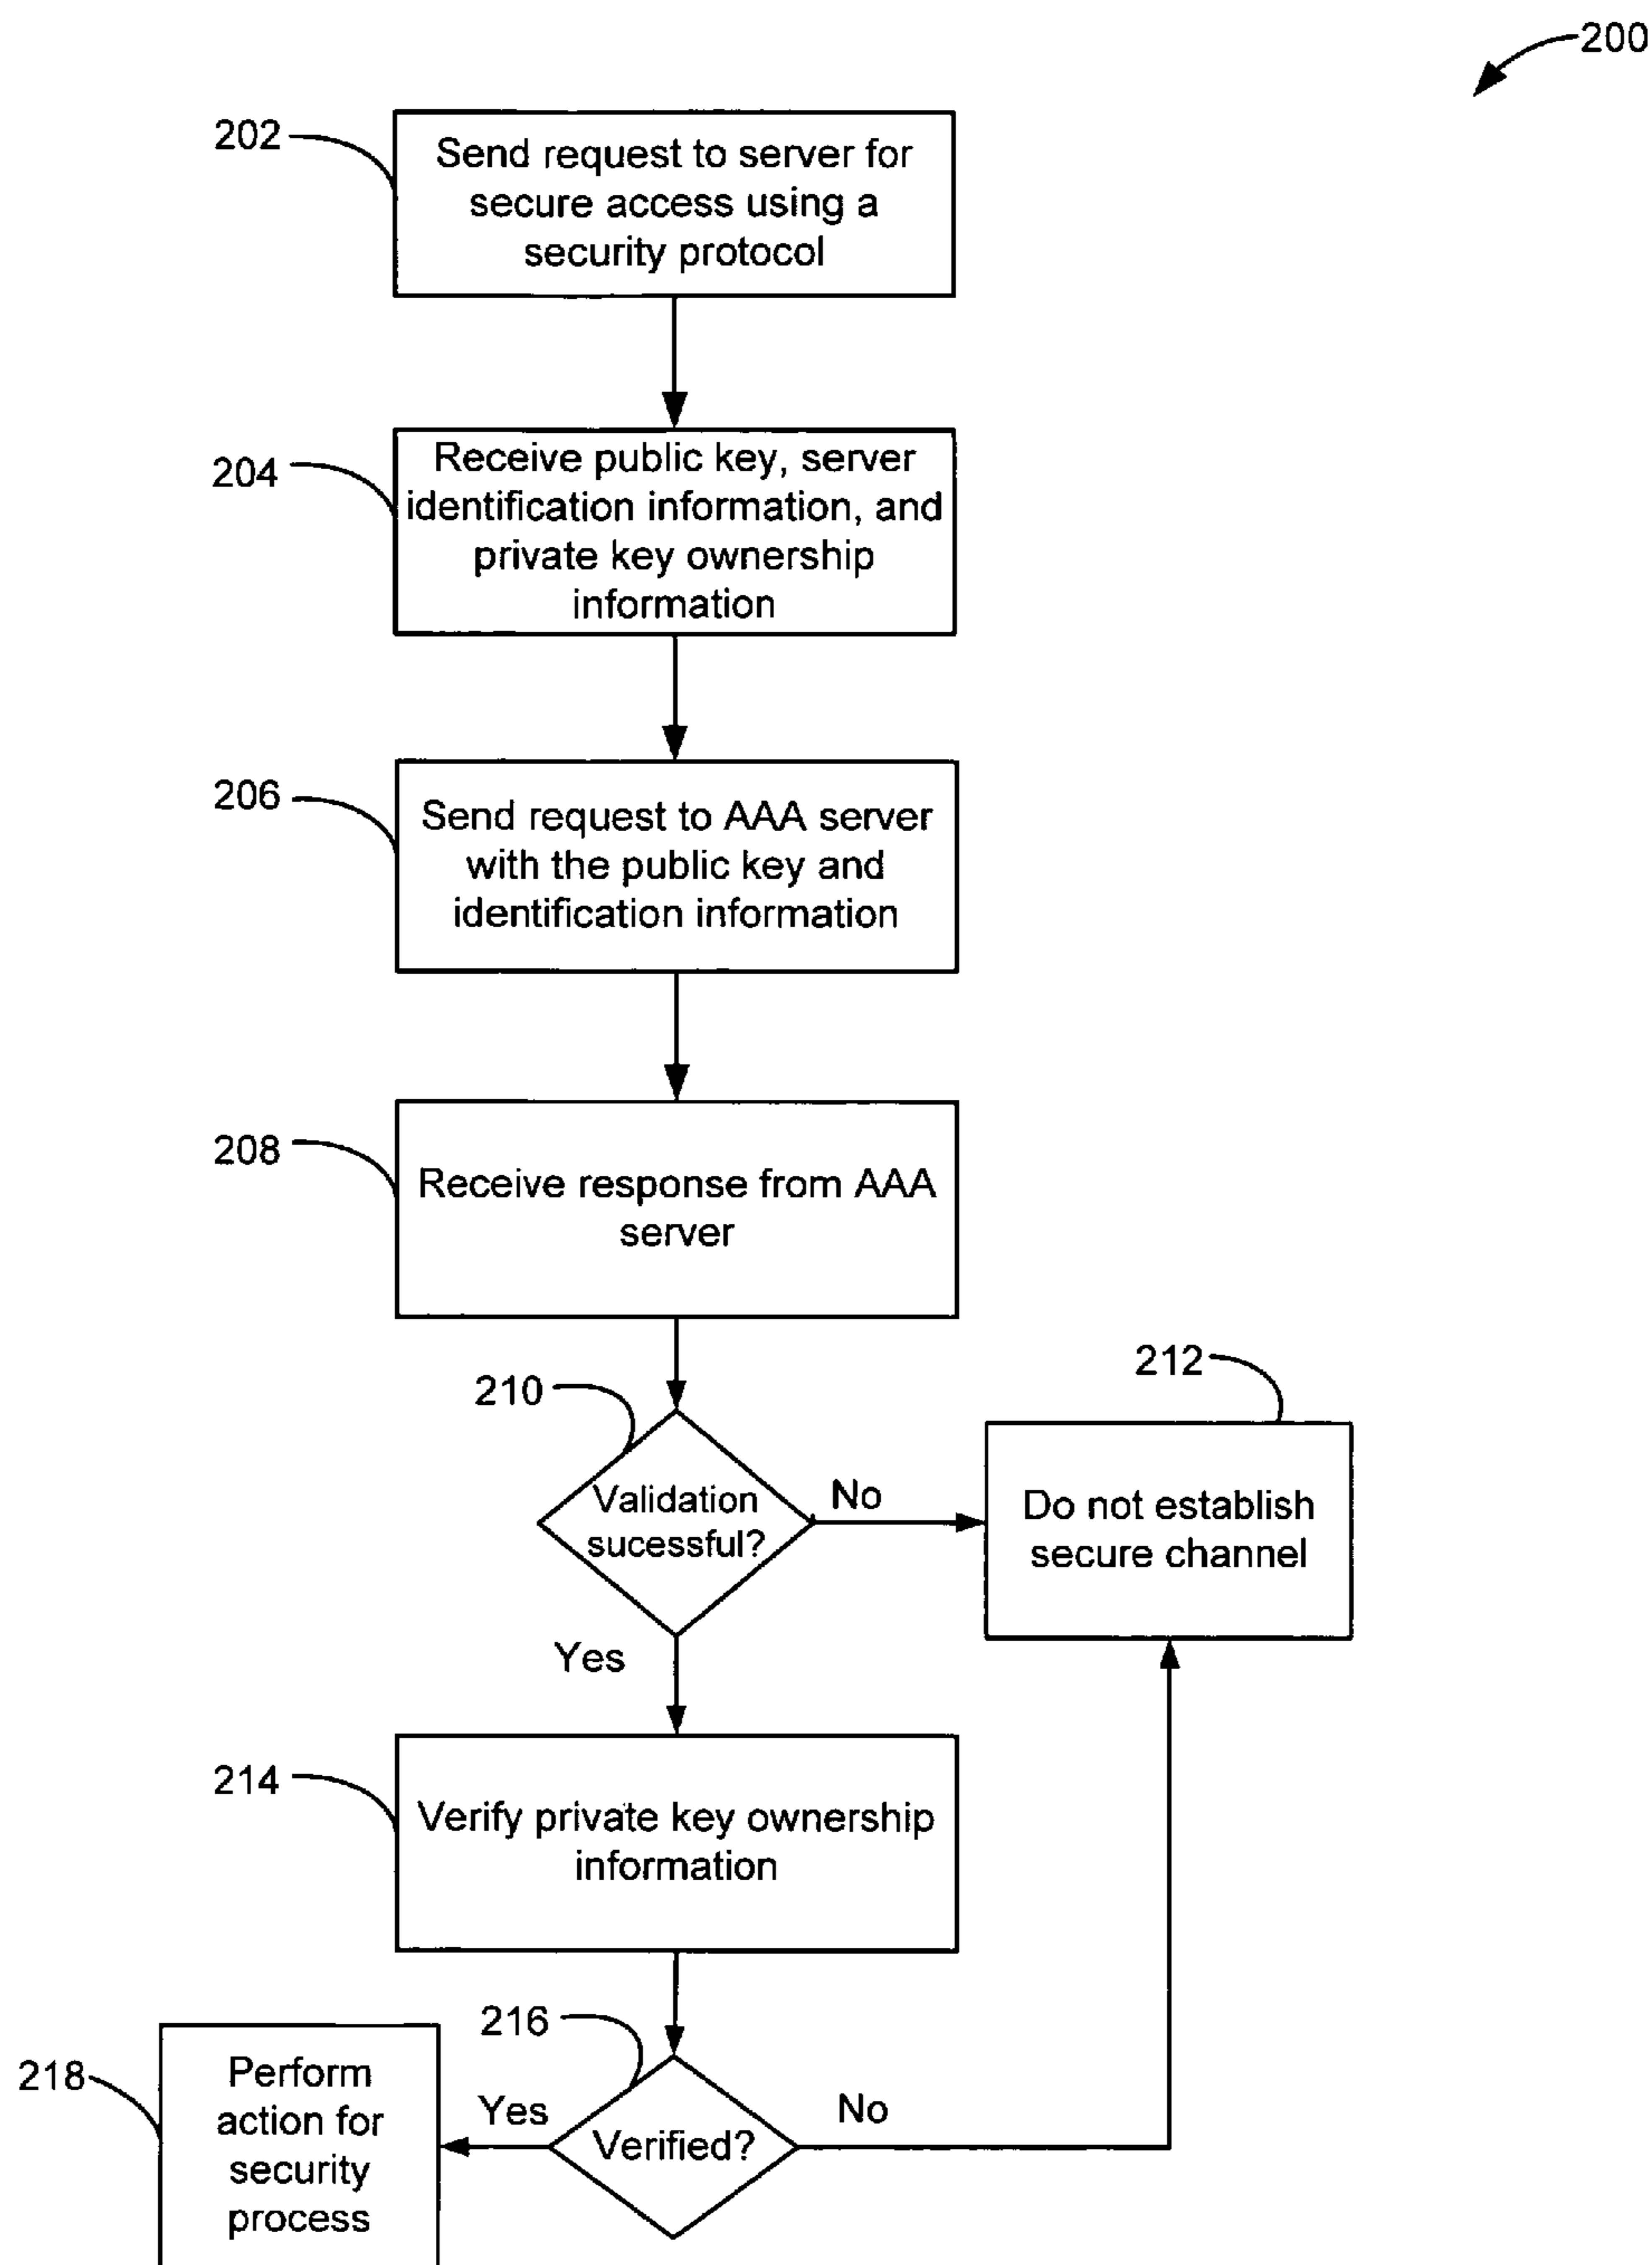 200
202
Send request to server for
secure access using a
security protocol
204
Receive public key, server
identification information, and
private key ownership
information
206
Send request to AAA server
with the public key and
identification information
208
Receive response from AAA
server
210
Validation
sucessful?
No
212
Do not establish
secure channel
Yes
214
Verify private key ownership
information
216
Verified?
Yes
No
218
Perform
action for
security
process